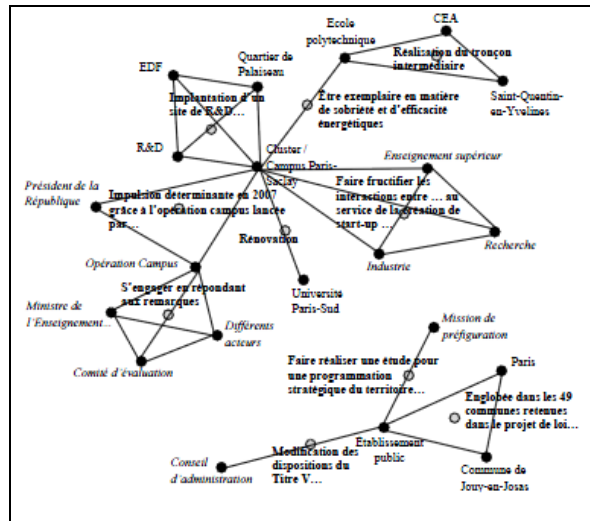 CEA
Ecole
polytechnique
Réalisation du tronçon
intermédiaire
Saint-Quentin-
en-Yvelines
EDF
Quartier de
Palaiseau
Implantation d'un
site de R&D…
Être exemplaire en matière
de sobriété et d'efficacité
énergétiques
R&D
Cluster /
Campus Paris-
Saclay
Enseignement supérieur
Président de la
République
Impulsion déterminante en 2007
grâce à l'opération campus lancée
par…
Faire fructifier les
interactions entre … au
service de la création de
start-up …
Rénovation
Recherche
Industrie
Opération Campus
Université
Paris-Sud
S'engager en répondant
aux remarques
Ministre de
l'Enseignement…
Différents
acteurs
Comité d'évaluation
Mission de
préfiguration
Faire réaliser une étude pour
une programmation
stratégique du territoire…
Paris
Englobée dans les 49
communes retenues
dans le projet de loi…
Etablissement
public
Modification des
dispositions du
Titre V…
Conseil
d'administration
Commune de
Jouy-en-Josas